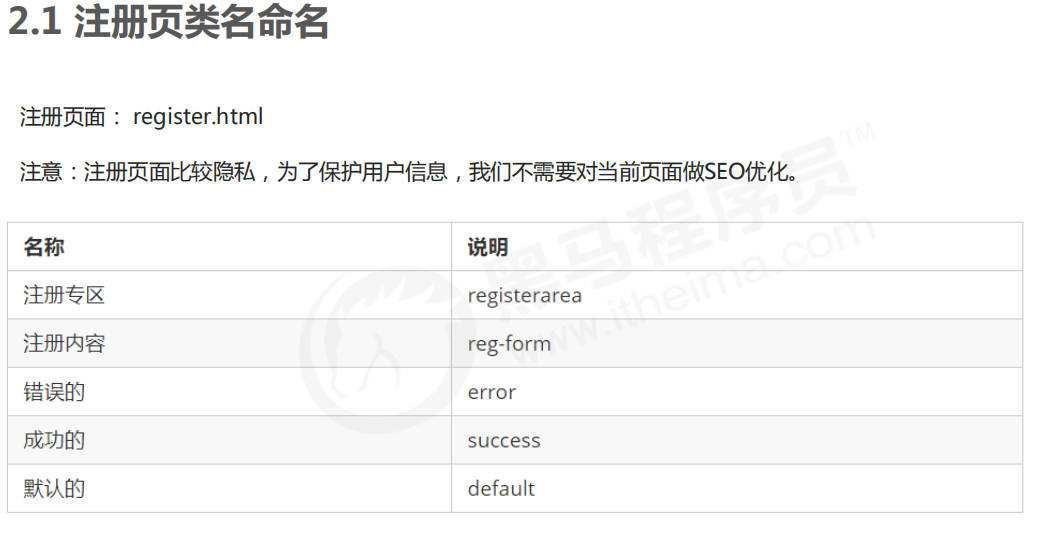 2.1 注册页类名命名
注册页面： register.html
注意：注册页面比较隐私，为了保护用户信息，我们不需要对当前页面做SEO优化。
名称 说明
注册专区 registerarea
注册内容 reg-form
错误的 error
成功的 success
默认的 default
黑马程序员™
www.itheima.com